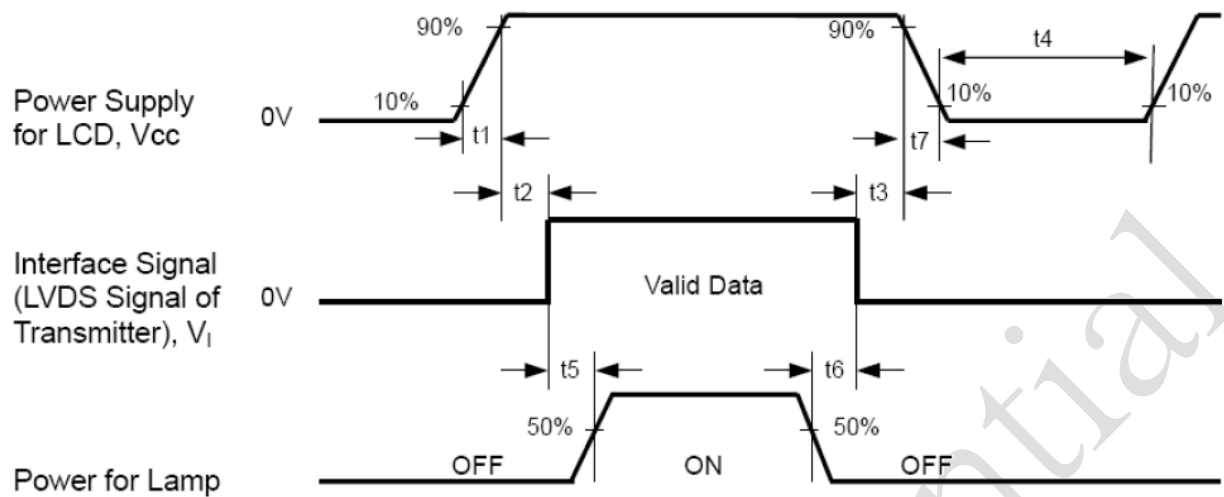 90%
90%
t4
Power Supply
for LCD, Vcc
0V
10%
10%
10%
t1
t7
t2
t3
Interface Signal
(LVDS Signal of
Transmitter), VI
0V
Valid Data
t5
t6
50%
50%
Power for Lamp
OFF
ON
OFF